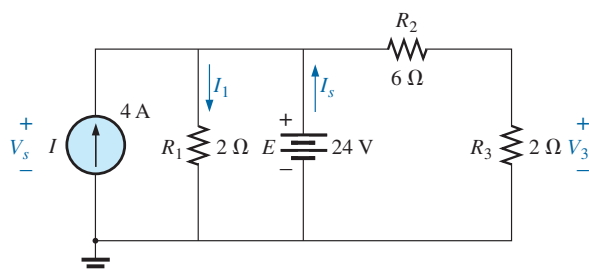 R2
I1
Is
6 Ω
4 A
+
+
+
Vs
I
R1
2 Ω
E
24 V
R3
2 Ω
V3
−
−
−